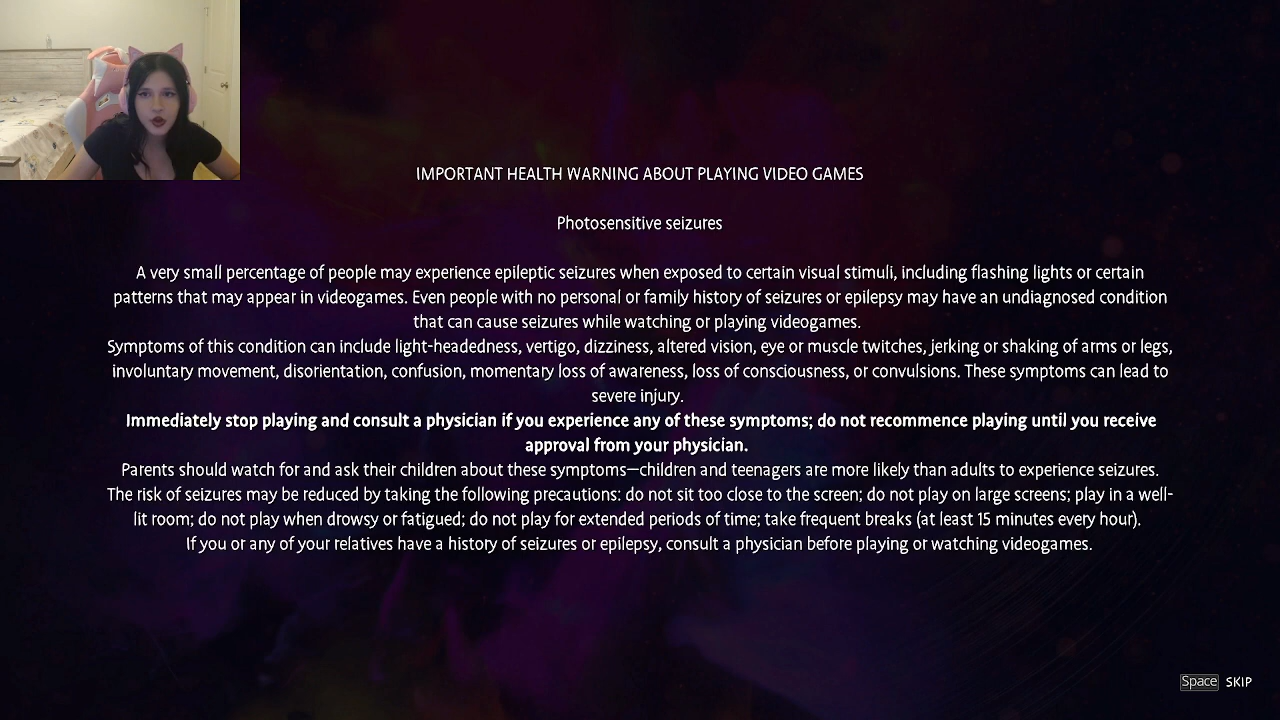 IMPORTANT HEALTH WARNING ABOUT PLAYING VIDEO GAMES
Photosensitive seizures
A very small percentage of people may experience epileptic seizures when exposed to certain visual stimuli, including flashing lights or certain
patterns that may appear in videogames. Even people with no personal or family history of seizures or epilepsy may have an undiagnosed condition
that can cause seizures while watching or playing videogames.
Symptoms of this condition can include light-headedness, vertigo, dizziness, altered vision, eye or muscle twitches, jerking or shaking of arms or legs,
involuntary movement, disorientation, confusion, momentary loss of awareness, loss of consciousness, or convulsions. These symptoms can lead to
severe injury.
Immediately stop playing and consult a physician if you experience any of these symptoms; do not recommence playing until you receive
approval from your physician.
Parents should watch for and ask their children about these symptoms—children and teenagers are more likely than adults to experience seizures.
The risk of seizures may be reduced by taking the following precautions: do not sit too close to the screen; do not play on large screens; play in a well-
lit room; do not play when drowsy or fatigued; do not play for extended periods of time; take frequent breaks (at least 15 minutes every hour).
If you or any of your relatives have a history of seizures or epilepsy, consult a physician before playing or watching videogames.
Space SKIP